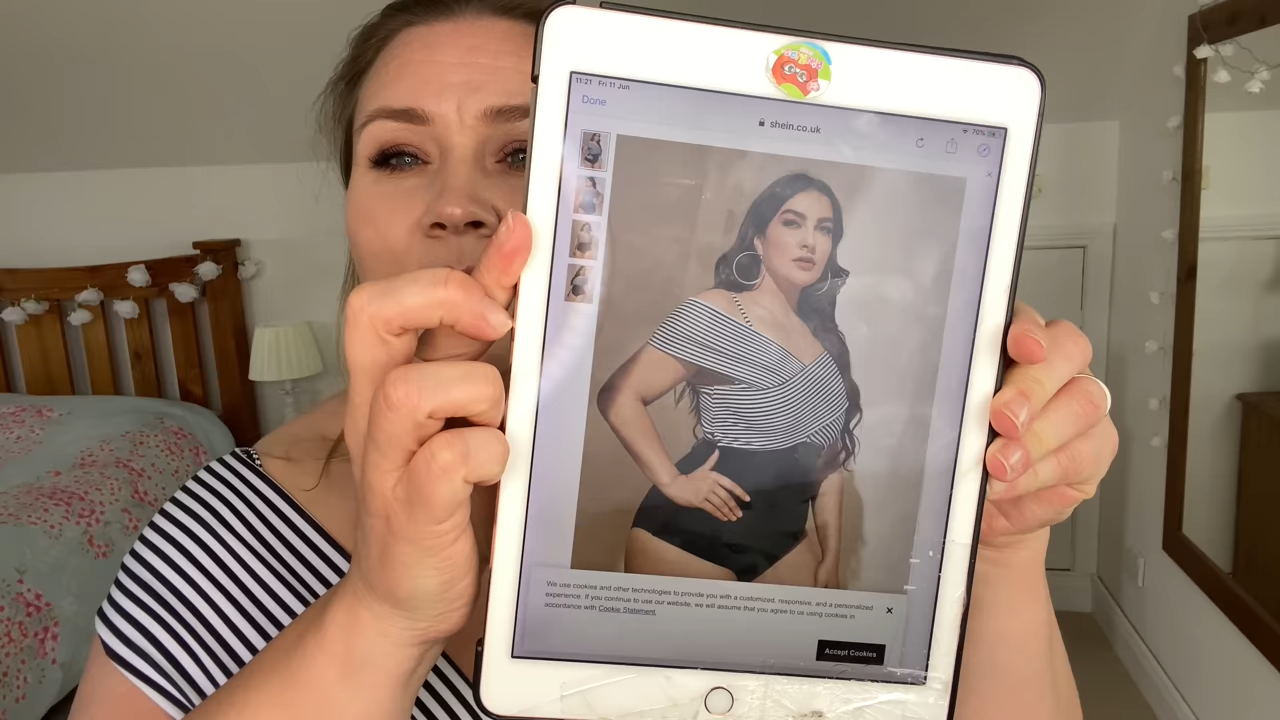 11:21 Fri 11 Jun
70%
Done
shein.co.uk
We use cookies and other technologies to provide you with a customized, responsive, and a personalized
experience. If you continue to use our website, we will assume that you agree to us using cookies in
accordance with Cookie Statement.
Accept Cookies